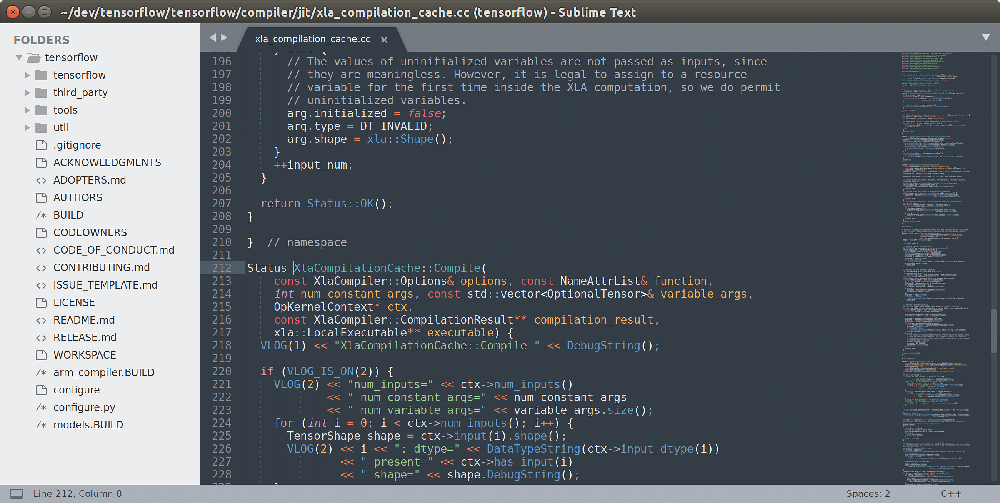 ~/dev/tensorflow/tensorflow/compiler/jit/xla_compilation_cache.cc (tensorflow) - Sublime Text
FOLDERS
tensorflow
tensorflow
third_party
tools
util
.gitignore
ACKNOWLEDGMENTS
<> ADOPTERS.md
AUTHORS
/* BUILD
CODEOWNERS
<> CODE_OF_CONDUCT.md
<> CONTRIBUTING.md
<> ISSUE_TEMPLATE.md
LICENSE
<> README.md
<> RELEASE.md
WORKSPACE
/* arm_compiler.BUILD
configure
/* configure.py
/* models.BUILD
xla_compilation_cache.cc ×
195     } else {
196       // The values of uninitialized variables are not passed as inputs, since
197       // they are meaningless. However, it is legal to assign to a resource
198       // variable for the first time inside the XLA computation, so we do permit
199       // uninitialized variables.
200       arg.initialized = false;
201       arg.type = DT_INVALID;
202       arg.shape = xla::Shape();
203     }
204     ++input_num;
205   }
206
207   return Status::OK();
208 }
209
210 }  // namespace
211
212 Status XlaCompilationCache::Compile(
213     const XlaCompiler::Options& options, const NameAttrList& function,
214     int num_constant_args, const std::vector<OptionalTensor>& variable_args,
215     OpKernelContext* ctx,
216     const XlaCompiler::CompilationResult** compilation_result,
217     xla::LocalExecutable** executable) {
218   VLOG(1) << "XlaCompilationCache::Compile " << DebugString();
219
220   if (VLOG_IS_ON(2)) {
221     VLOG(2) << "num_inputs=" << ctx->num_inputs()
222             << " num_constant_args=" << num_constant_args
223             << " num_variable_args=" << variable_args.size();
224     for (int i = 0; i < ctx->num_inputs(); i++) {
225       TensorShape shape = ctx->input(i).shape();
226       VLOG(2) << i << ": dtype=" << DataTypeString(ctx->input_dtype(i))
227               << " present=" << ctx->has_input(i)
228               << " shape=" << shape.DebugString();
229     }
Line 212, Column 8
Spaces: 2
C++